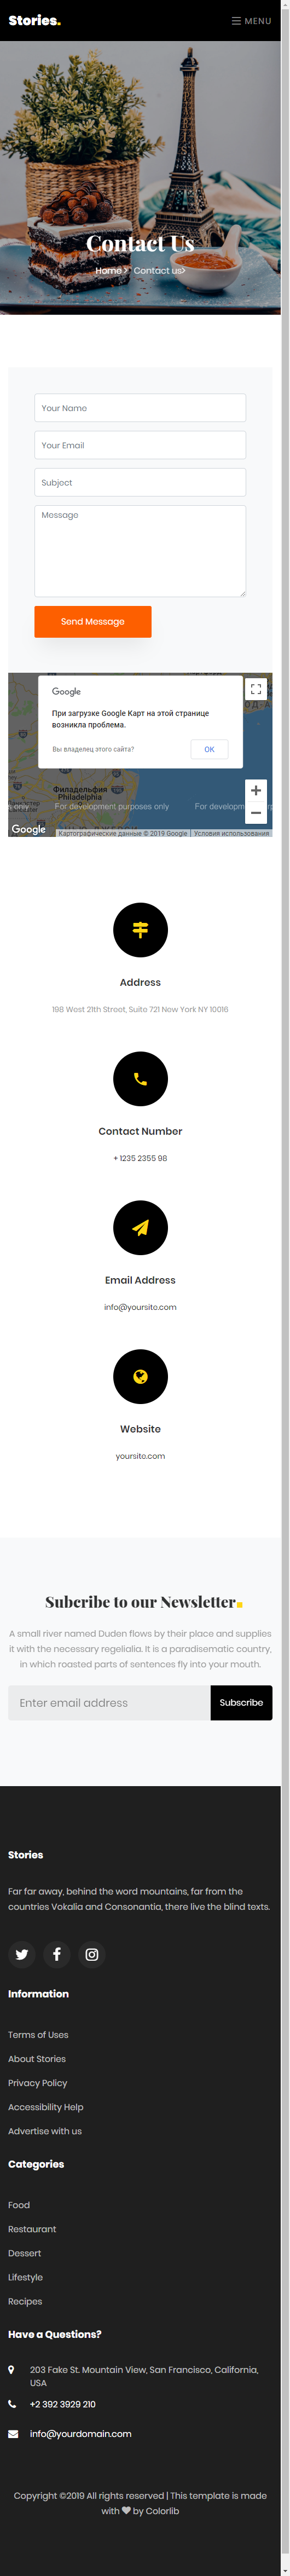 Stories.
MENU
Contact Us
Home Contact us
Your Name
Your Email
Subject
Message
Send Message
Google
При загрузке Google Карт на этой странице
возникла проблема.
Вы владелец этого сайта?
ОК
Филадельфия
Philadelphia
only
For development purposes only
For development
Google
Картографические данные © 2019 Google
Условия использования
Address
198 West 21th Street, Suite 721 New York NY 10016
Contact Number
+ 1235 2355 98
Email Address
info@yoursite.com
Website
yoursite.com
Subcribe to our Newsletter.
A small river named Duden flows by their place and supplies
it with the necessary regelialia. It is a paradisematic country,
in which roasted parts of sentences fly into your mouth.
Enter email address
Subscribe
Stories
Far far away, behind the word mountains, far from the
countries Vokalia and Consonantia, there live the blind texts.
Information
Terms of Uses
About Stories
Privacy Policy
Accessibility Help
Advertise with us
Categories
Food
Restaurant
Dessert
Lifestyle
Recipes
Have a Questions?
203 Fake St. Mountain View, San Francisco, California,
USA
+2 392 3929 210
info@yourdomain.com
Copyright ©2019 All rights reserved | This template is made
with ♥ by Colorlib